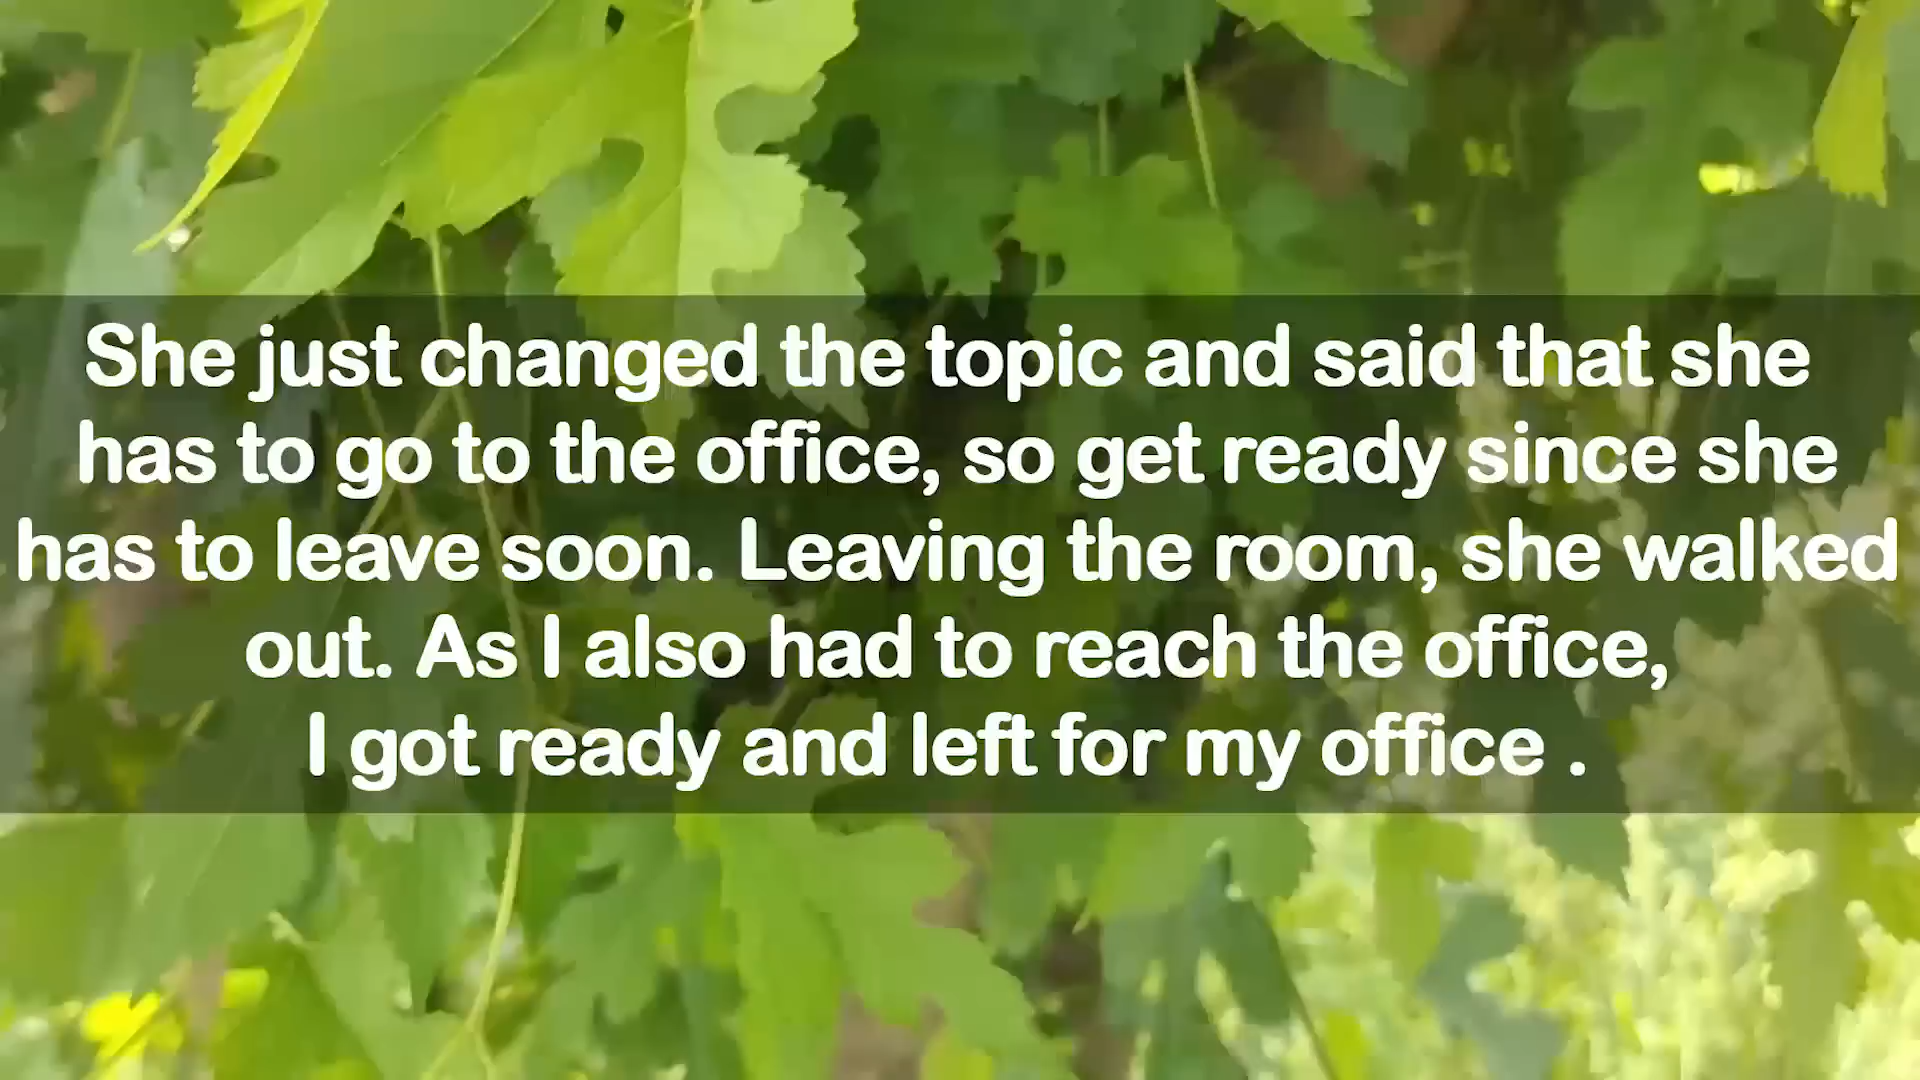 She just changed the topic and said that she
has to go to the office, so get ready since she
has to leave soon. Leaving the room, she walked
out. As I also had to reach the office,
I got ready and left for my office .